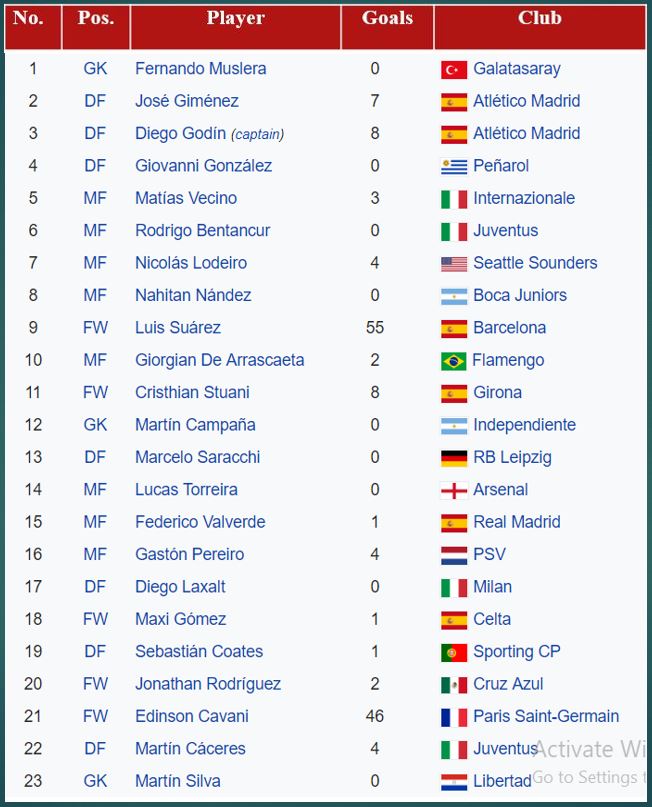 No. Pos. Player Goals Club
1 GK Fernando Muslera 0 Galatasaray
2 DF José Giménez 7 Atlético Madrid
3 DF Diego Godín (captain) 8 Atlético Madrid
4 DF Giovanni González 0 Peñarol
5 MF Matías Vecino 3 Internazionale
6 MF Rodrigo Bentancur 0 Juventus
7 MF Nicolás Lodeiro 4 Seattle Sounders
8 MF Nahitan Nández 0 Boca Juniors
9 FW Luis Suárez 55 Barcelona
10 MF Giorgian De Arrascaeta 2 Flamengo
11 FW Cristhian Stuani 8 Girona
12 GK Martín Campaña 0 Independiente
13 DF Marcelo Saracchi 0 RB Leipzig
14 MF Lucas Torreira 0 Arsenal
15 MF Federico Valverde 1 Real Madrid
16 MF Gastón Pereiro 4 PSV
17 DF Diego Laxalt 0 Milan
18 FW Maxi Gómez 1 Celta
19 DF Sebastián Coates 1 Sporting CP
20 FW Jonathan Rodríguez 2 Cruz Azul
21 FW Edinson Cavani 46 Paris Saint-Germain
22 DF Martín Cáceres 4 Juventus
Activate Wi
23 GK Martín Silva 0 Libertad
Go to Settings t